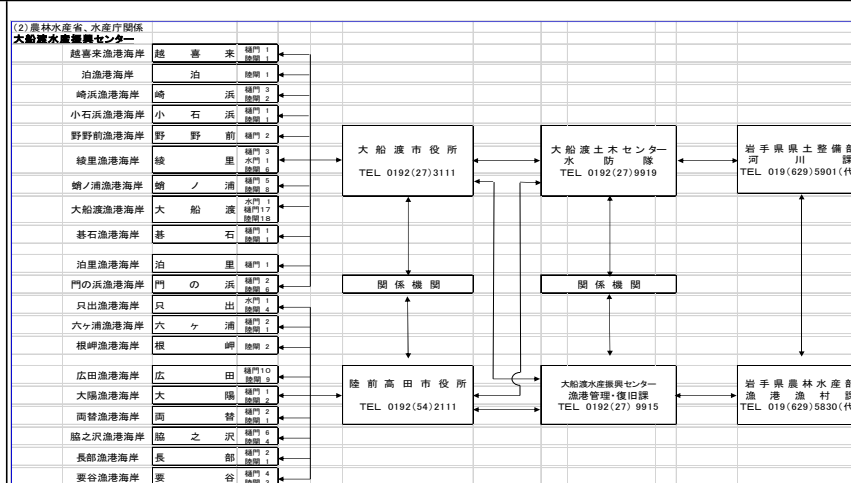 (2)農林水産省、水産庁関係
大船渡水産振興センター
越喜来漁港海岸 越喜来 樋門 1
陸閘 1
泊漁港海岸 泊 陸閘 1
崎浜漁港海岸 崎浜 樋門 3
陸閘 2
小石浜漁港海岸 小石浜 樋門 1
陸閘 1
野野前漁港海岸 野野前 樋門 2
綾里漁港海岸 綾里 樋門 3
水門 1
陸閘 6
蛸ノ浦漁港海岸 蛸ノ浦 樋門 5
陸閘 8
大船渡漁港海岸 大船渡 水門 1
樋門17
陸閘18
碁石漁港海岸 碁石 樋門 1
陸閘 1
泊里漁港海岸 泊里 樋門 1
門の浜漁港海岸 門の浜 樋門 2
陸閘 6
只出漁港海岸 只出 水門 1
陸閘 4
六ヶ浦漁港海岸 六ヶ浦 樋門 2
陸閘 1
根岬漁港海岸 根岬 陸閘 2
広田漁港海岸 広田 樋門10
陸閘 9
大陽漁港海岸 大陽 樋門 1
陸閘 2
両替漁港海岸 両替 樋門 2
陸閘 1
脇之沢漁港海岸 脇之沢 樋門 6
陸閘 4
長部漁港海岸 長部 樋門 2
陸閘 1
要谷漁港海岸 要谷 樋門 4
大船渡市役所
TEL 0192(27)3111
大船渡土木センター
水防隊
TEL 0192(27)9919
岩手県県土整備部
河川課
TEL 019(629)5901(代
関係機関
関係機関
陸前高田市役所
TEL 0192(54)2111
大船渡水産振興センター
漁港管理・復旧課
TEL 0192(27) 9915
岩手県農林水産部
漁港漁村課
TEL 019(629)5830(代